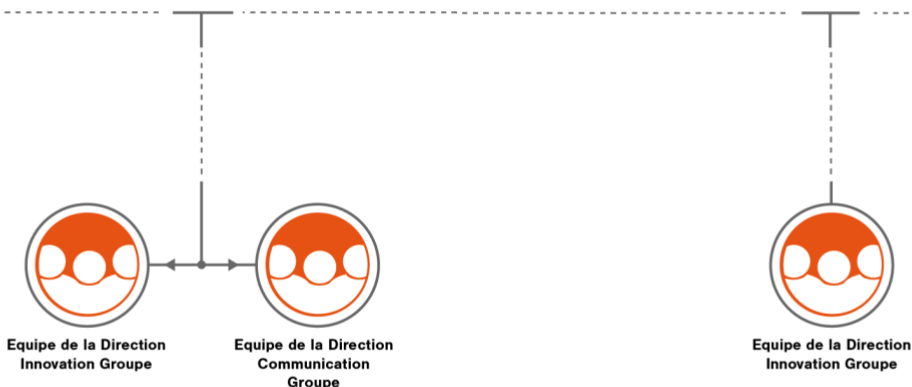 Equipe de la Direction
Innovation Groupe
Equipe de la Direction
Communication
Groupe
Equipe de la Direction
Innovation Groupe